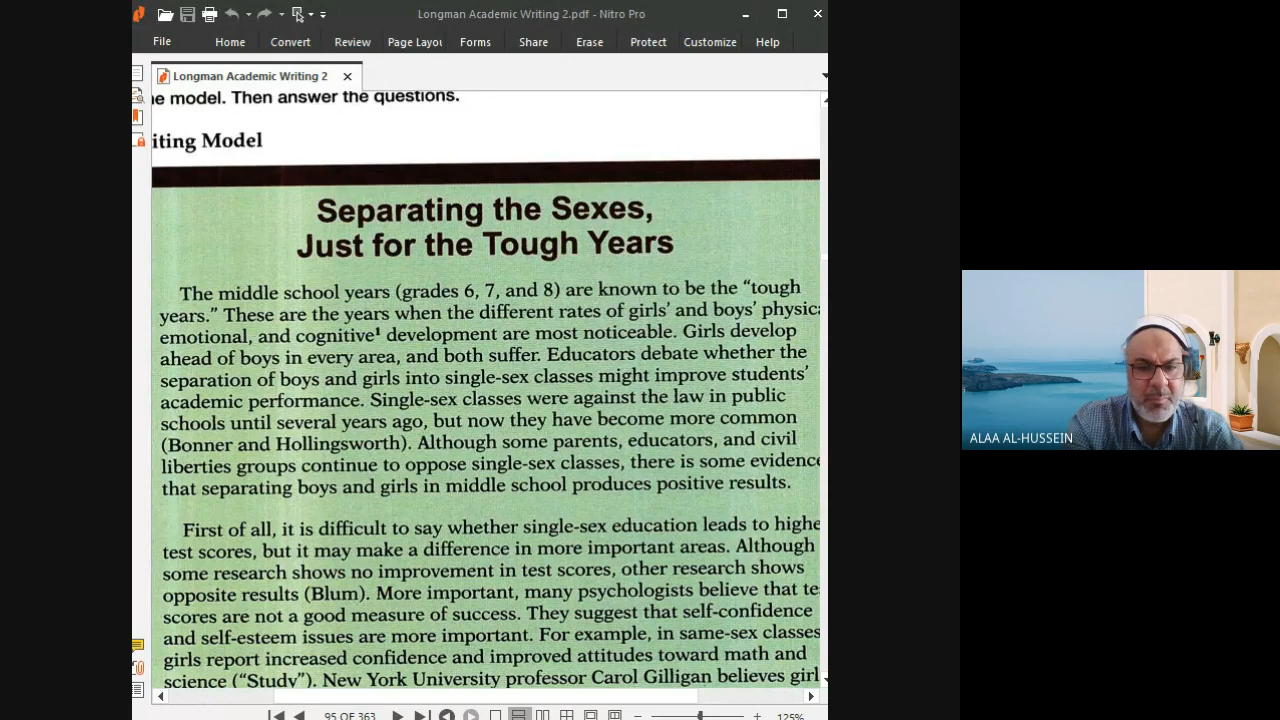 Longman Academic Writing 2.pdf - Nitro Pro
File Home Convert Review Page Layou Forms Share Erase Protect Customize Help
Longman Academic Writing 2
model. Then answer the questions.
iting Model
Separating the Sexes,
Just for the Tough Years
The middle school years (grades 6, 7, and 8) are known to be the “tough
years.” These are the years when the different rates of girls’ and boys’ physica
emotional, and cognitive¹ development are most noticeable. Girls develop
ahead of boys in every area, and both suffer. Educators debate whether the
separation of boys and girls into single-sex classes might improve students’
academic performance. Single-sex classes were against the law in public
schools until several years ago, but now they have become more common
(Bonner and Hollingsworth). Although some parents, educators, and civil
liberties groups continue to oppose single-sex classes, there is some evidence
that separating boys and girls in middle school produces positive results.
First of all, it is difficult to say whether single-sex education leads to highe
test scores, but it may make a difference in more important areas. Although
some research shows no improvement in test scores, other research shows
opposite results (Blum). More important, many psychologists believe that te
scores are not a good measure of success. They suggest that self-confidence
and self-esteem issues are more important. For example, in same-sex classes
girls report increased confidence and improved attitudes toward math and
science (“Study”). New York University professor Carol Gilligan believes girl
95 OF 363
125%
ALAA AL-HUSSEIN